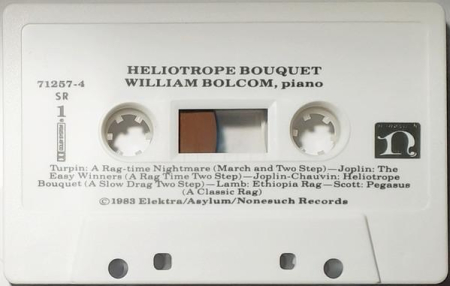 HELIOTROPE BOUQUET
71257-4 WILLIAM BOLCOM, piano
SR
1
n
Turpin: A Rag-time Nightmare (March and Two Step)—Joplin: The
Easy Winners (A Rag Time Two Step)—Joplin-Chauvin: Heliotrope
Bouquet (A Slow Drag Two Step)—Lamb: Ethiopia Rag—Scott: Pegasus
(A Classic Rag)
©1983 Elektra/Asylum/Nonesuch Records